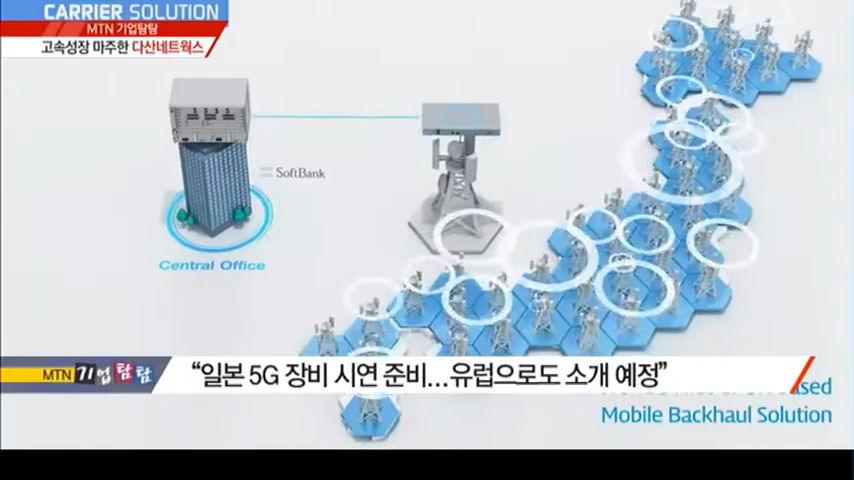 CARRIER SOLUTION
MTN 기업탐탐
고속성장 마주한 다산네트웍스
SoftBank
Central Office
MTN 기업탐탐
“일본 5G 장비 시연 준비...유럽으로도 소개 예정”
Mobile Backhaul Solution